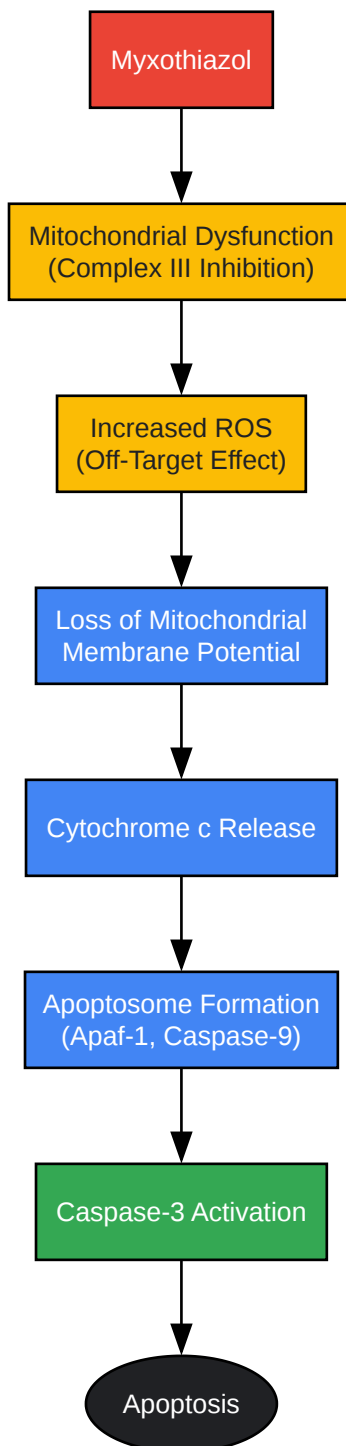 Myxothiazol
Mitochondrial Dysfunction
(Complex III Inhibition)
Increased ROS
(Off-Target Effect)
Loss of Mitochondrial
Membrane Potential
Cytochrome c Release
Apoptosome Formation
(Apaf-1, Caspase-9)
Caspase-3 Activation
Apoptosis